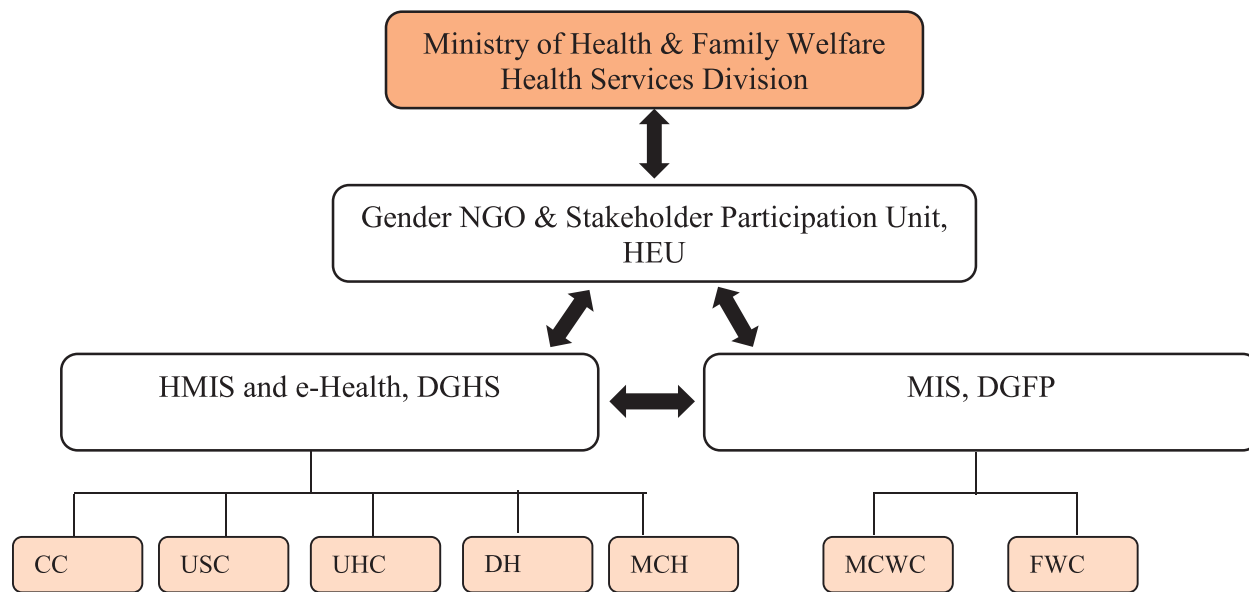 Ministry of Health & Family Welfare
Health Services Division
Gender NGO & Stakeholder Participation Unit,
HEU
HMIS and e-Health, DGHS
MIS, DGFP
CC
USC
UHC
DH
MCH
MCWC
FWC